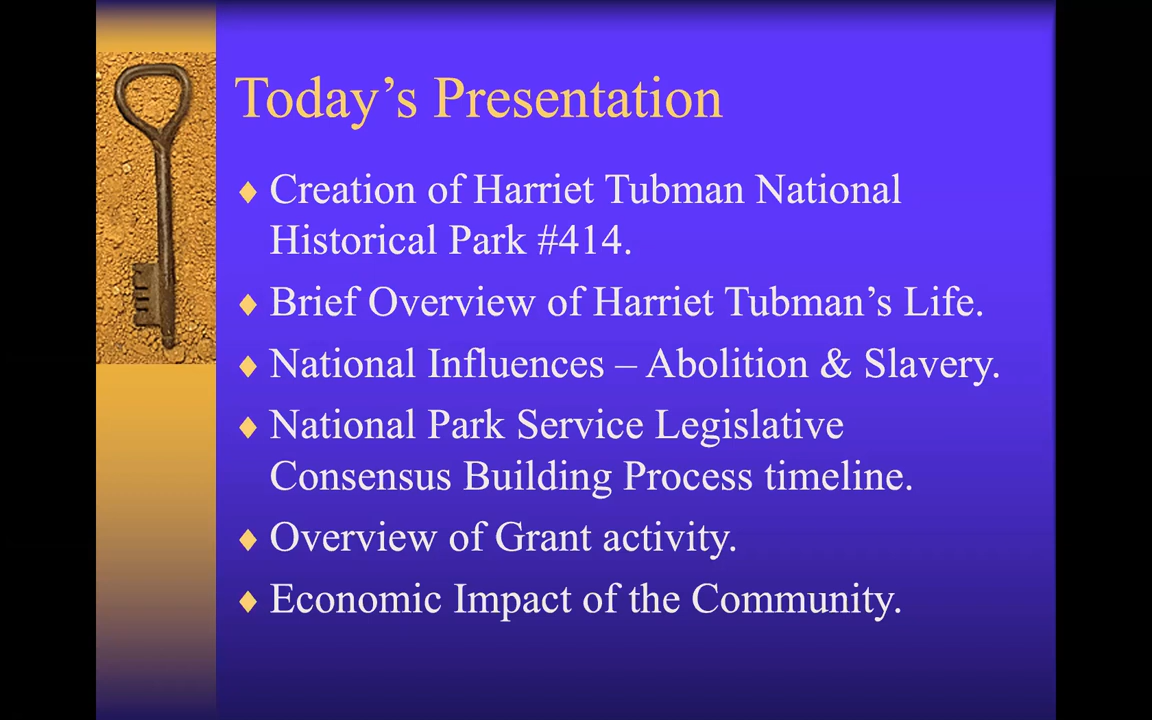 Today’s Presentation
♦ Creation of Harriet Tubman National
Historical Park #414.
♦ Brief Overview of Harriet Tubman’s Life.
♦ National Influences – Abolition & Slavery.
♦ National Park Service Legislative
Consensus Building Process timeline.
♦ Overview of Grant activity.
♦ Economic Impact of the Community.